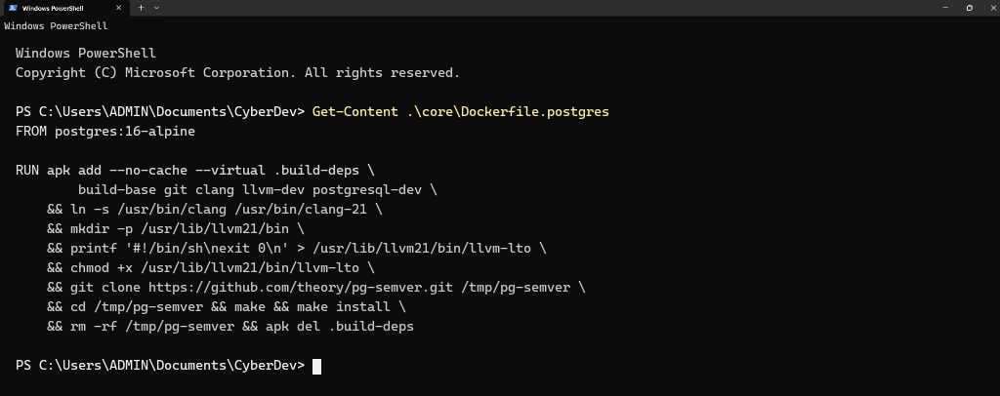 Windows PowerShell
Windows PowerShell
Windows PowerShell
Copyright (C) Microsoft Corporation. All rights reserved.
PS C:\Users\ADMIN\Documents\CyberDev> Get-Content .\core\Dockerfile.postgres
FROM postgres:16-alpine
RUN apk add --no-cache --virtual .build-deps \
        build-base git clang llvm-dev postgresql-dev \
    && ln -s /usr/bin/clang /usr/bin/clang-21 \
    && mkdir -p /usr/lib/llvm21/bin \
    && printf '#!/bin/sh\nexit 0\n' > /usr/lib/llvm21/bin/llvm-lto \
    && chmod +x /usr/lib/llvm21/bin/llvm-lto \
    && git clone https://github.com/theory/pg-semver.git /tmp/pg-semver \
    && cd /tmp/pg-semver && make && make install \
    && rm -rf /tmp/pg-semver && apk del .build-deps
PS C:\Users\ADMIN\Documents\CyberDev>